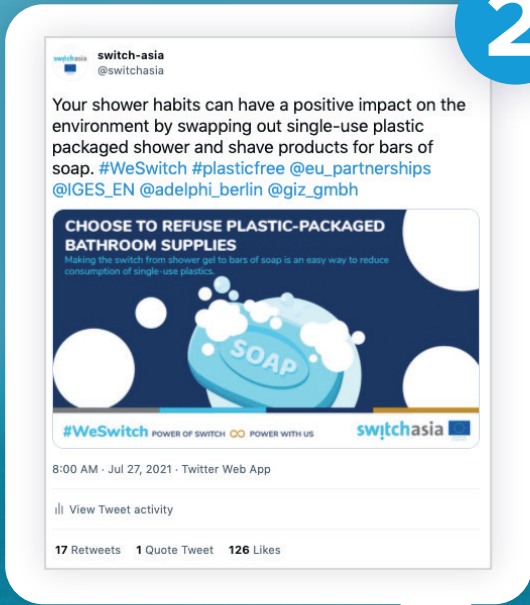 2
switchasia
switch-asia
@switchasia
Your shower habits can have a positive impact on the
environment by swapping out single-use plastic
packaged shower and shave products for bars of
soap. #WeSwitch #plasticfree @eu_partnerships
@IGES_EN @adelphi_berlin @giz_gmbh
CHOOSE TO REFUSE PLASTIC-PACKAGED
BATHROOM SUPPLIES
Making the switch from shower gel to bars of soap is an easy way to reduce
consumption of single-use plastics.
SOAP
#WeSwitch POWER OF SWITCH POWER WITH US switchasia
8:00 AM · Jul 27, 2021 · Twitter Web App
View Tweet activity
17 Retweets 1 Quote Tweet 126 Likes